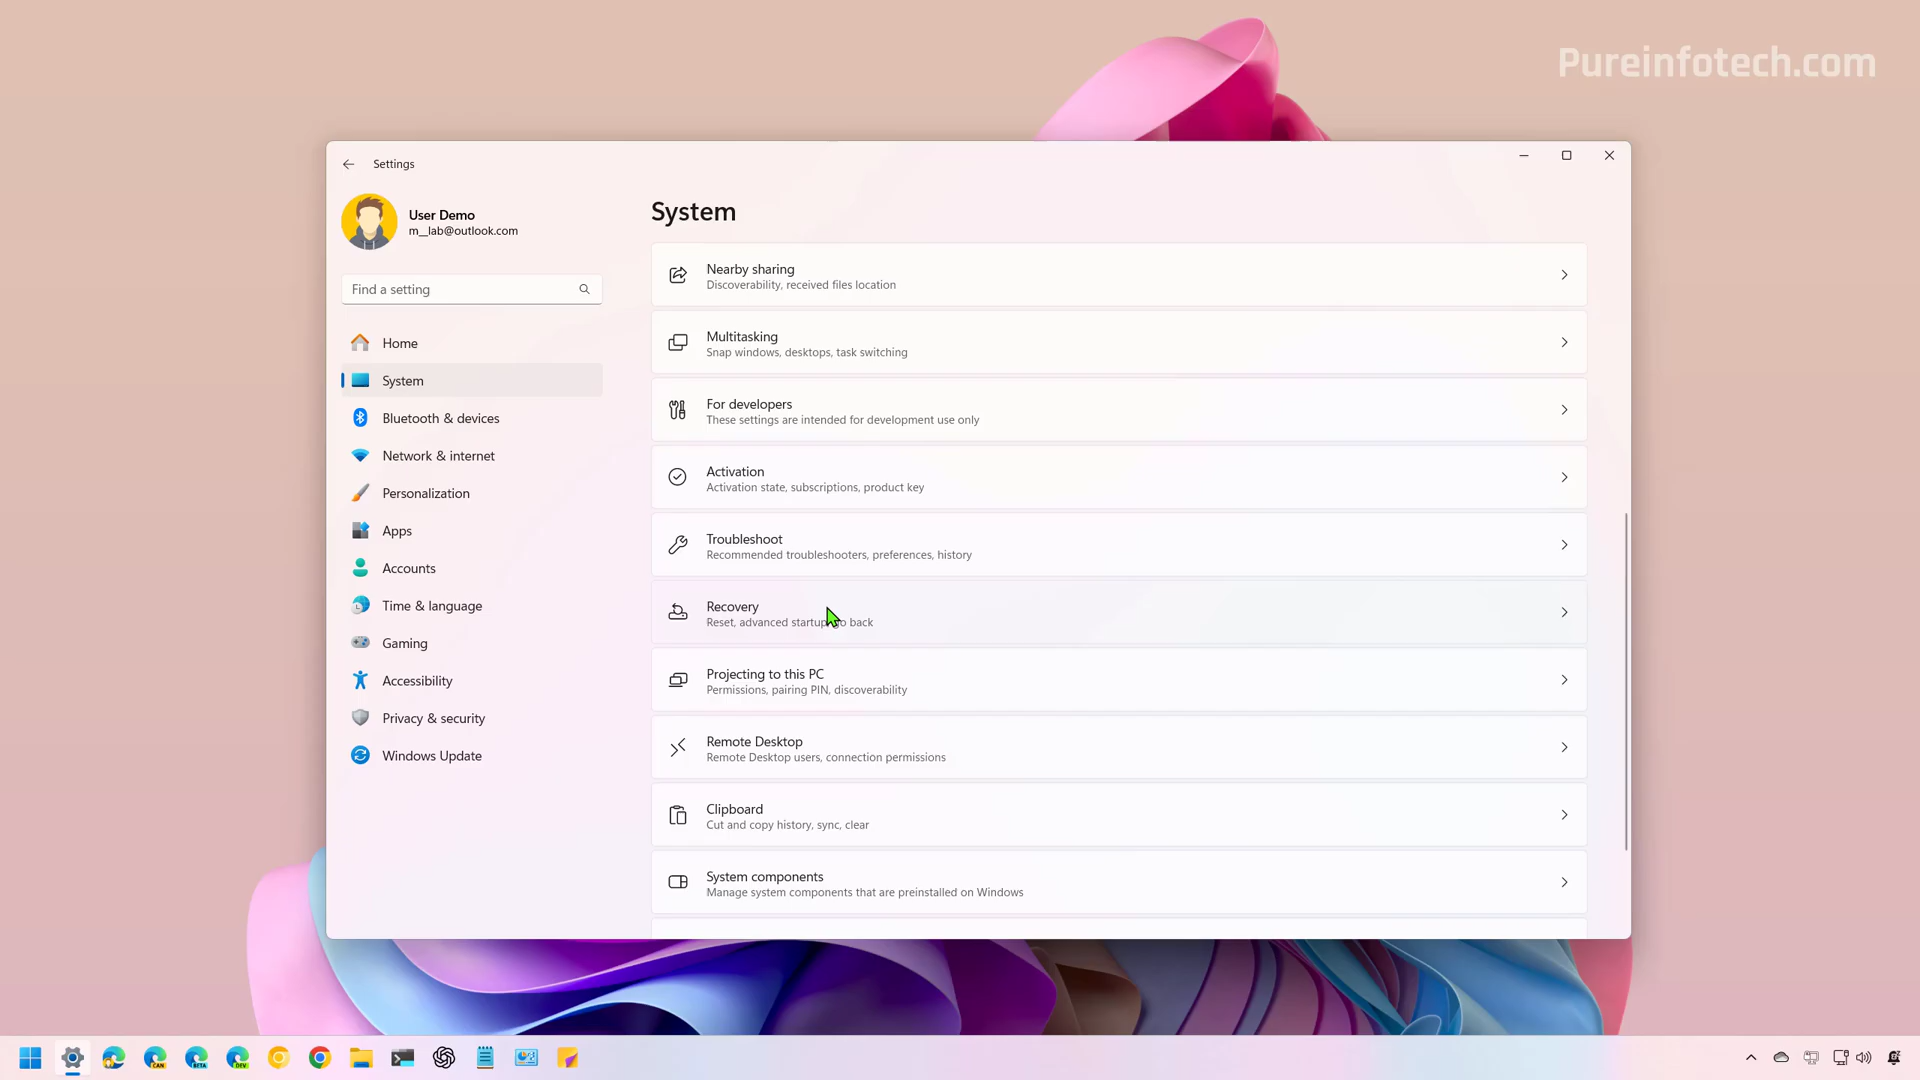 Pureinfotech.com
Settings
User Demo
m__lab@outlook.com
Find a setting
Home
System
Bluetooth & devices
Network & internet
Personalization
Apps
Accounts
Time & language
Gaming
Accessibility
Privacy & security
Windows Update
System
Nearby sharing
Discoverability, received files location
Multitasking
Snap windows, desktops, task switching
For developers
These settings are intended for development use only
Activation
Activation state, subscriptions, product key
Troubleshoot
Recommended troubleshooters, preferences, history
Recovery
Reset, advanced startup, go back
Projecting to this PC
Permissions, pairing PIN, discoverability
Remote Desktop
Remote Desktop users, connection permissions
Clipboard
Cut and copy history, sync, clear
System components
Manage system components that are preinstalled on Windows
CAN
BETA
DEV